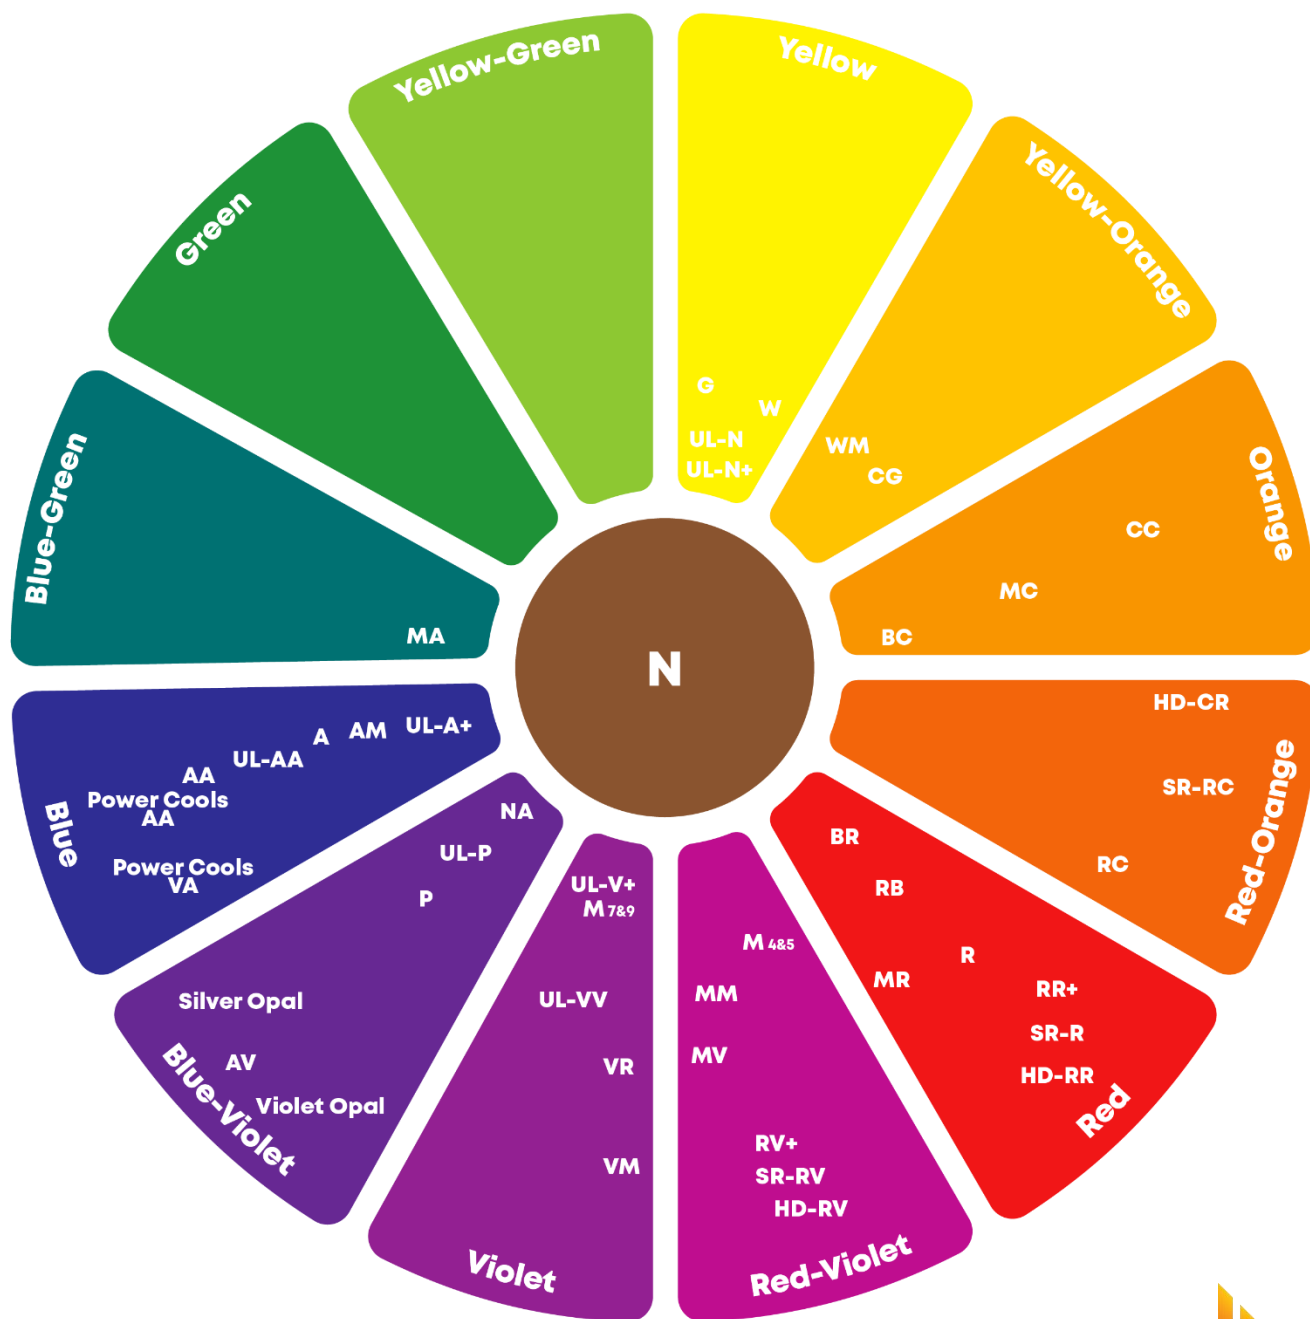 Yellow-Green
Yellow
Yellow-Orange
Green
G
W
UL-N
UL-N+
WM
CG
Blue-Green
Orange
CC
MC
MA
BC
N
HD-CR
UL-A+
AM
A
UL-AA
AA
Power Cools
AA
Power Cools
VA
Blue
SR-RC
RC
Red-Orange
NA
UL-P
P
Silver Opal
AV
Violet Opal
Blue-Violet
UL-V+
M 7&9
UL-VV
VR
VM
Violet
M 4&5
MM
MV
RV+
SR-RV
HD-RV
Red-Violet
BR
RB
R
MR
RR+
SR-R
HD-RR
Red